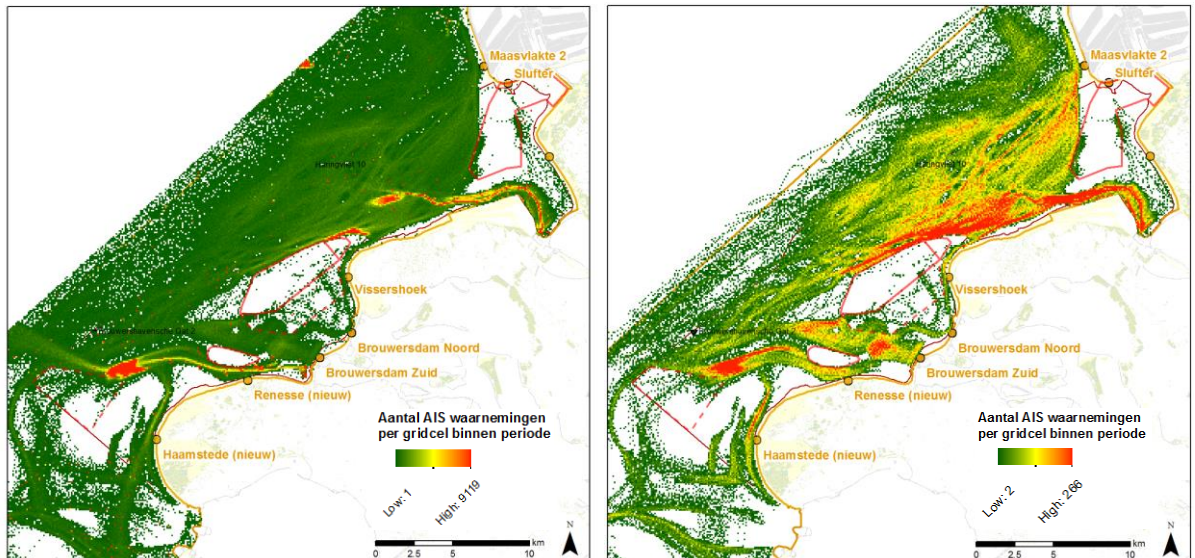 Maasvlakte 2
Slufter
Vissershoek
Brouwersdam Noord
Brouwersdam Zuid
Renesse (nieuw)
Haamstede (nieuw)
Aantal AIS waarnemingen
per gridcel binnen periode
Low: 1
High: 9119
km
0 2.5 5 10
N
Maasvlakte 2
Slufter
Vissershoek
Brouwersdam Noord
Brouwersdam Zuid
Renesse (nieuw)
Haamstede (nieuw)
Aantal AIS waarnemingen
per gridcel binnen periode
Low: 2
High: 266
km
0 2.5 5 10
N